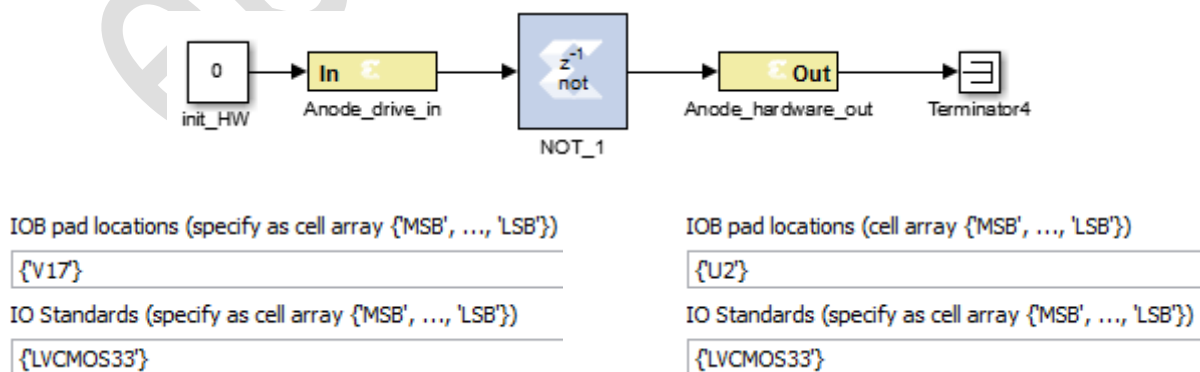 0
init_HW
In
Anode_drive_in
z-1
not
NOT_1
Out
Anode_hardware_out
Terminator4
IOB pad locations (specify as cell array {'MSB', ..., 'LSB'})
{'V17'}
IO Standards (specify as cell array {'MSB', ..., 'LSB'})
{'LVCMOS33'}
IOB pad locations (cell array {'MSB', ..., 'LSB'})
{'U2'}
IO Standards (specify as cell array {'MSB', ..., 'LSB'})
{'LVCMOS33'}